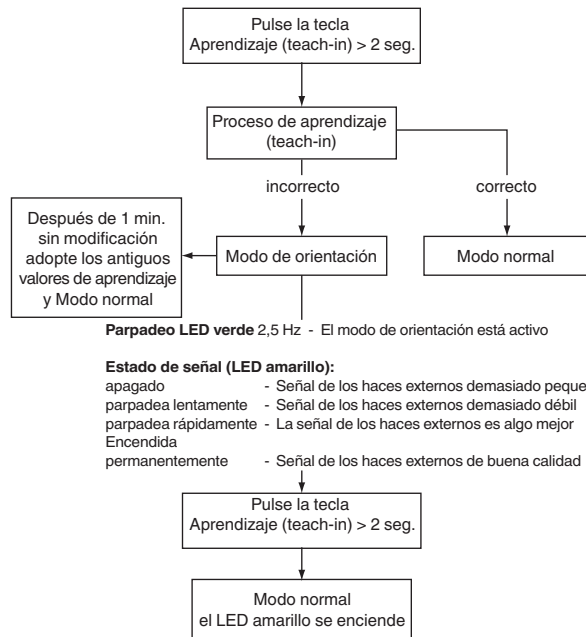 Pulse la tecla
Aprendizaje (teach-in) > 2 seg.
Proceso de aprendizaje
(teach-in)
incorrecto
correcto
Después de 1 min.
sin modificación
adopte los antiguos
valores de aprendizaje
y Modo normal
Modo de orientación
Modo normal
Parpadeo LED verde 2,5 Hz - El modo de orientación está activo
Estado de señal (LED amarillo):
apagado - Señal de los haces externos demasiado peque
parpadea lentamente - Señal de los haces externos demasiado débil
parpadea rápidamente - La señal de los haces externos es algo mejor
Encendida
permanentemente - Señal de los haces externos de buena calidad
Pulse la tecla
Aprendizaje (teach-in) > 2 seg.
Modo normal
el LED amarillo se enciende